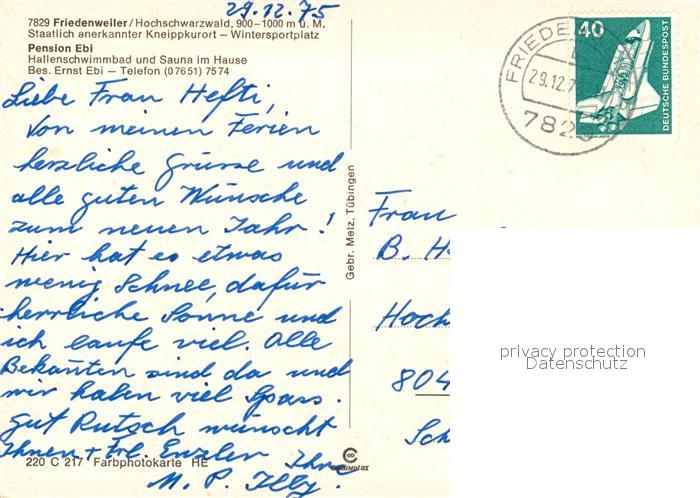 29.12.75
7829 Friedenweiler/Hochschwarzwald, 900–1000 m ü. M.
Staatlich anerkannter Kneippkurort – Wintersportplatz
Pension Ebi
Hallenschwimmbad und Sauna im Hause
Bes. Ernst Ebi – Telefon (07651) 7574
Liebe Frau Hefti,
Von meinen Ferien
herzliche Grüsse und
alle guten Wünsche
zum neuen Jahr!
Hier hat es etwas
wenig Schnee, dafür
herrliche Sonne und
ich laufe viel. Alle
Bekannten sind da und
wir haben viel Spass.
Gut Rutsch wünscht
Ihnen + Frl. Enzler Ihre
M. P.
220 C 217 Farbphotokarte HE
Gebr. Metz, Tübingen
FRIEDE
29.12.7
782
40
DEUTSCHE BUNDESPOST
Frau
B. H
Hoch
804
Sch
privacy protection
Datenschutz